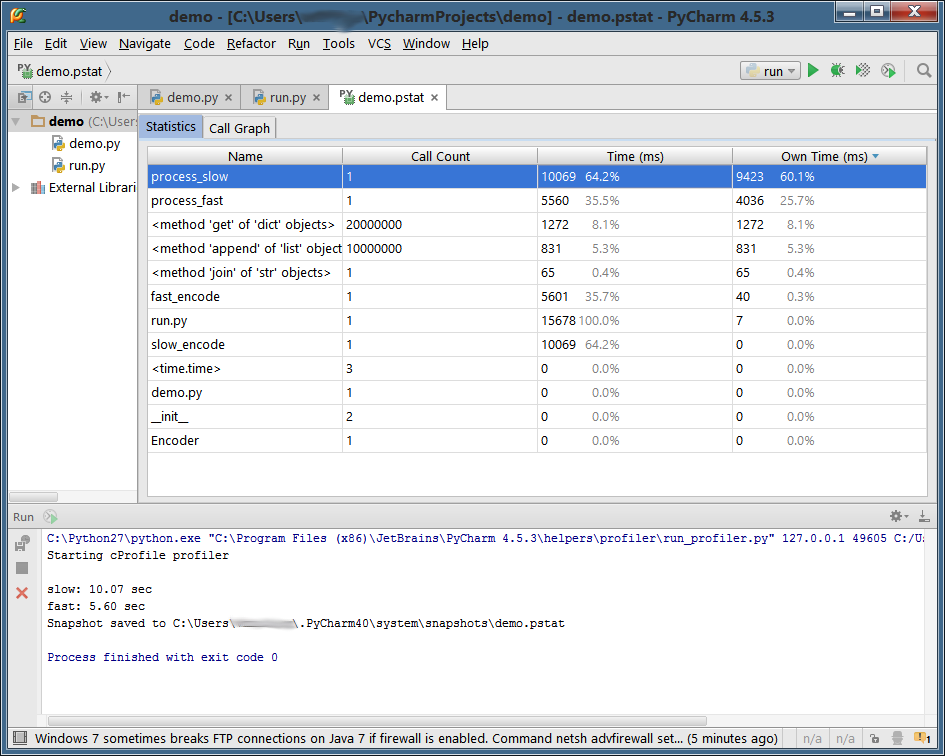 demo - [C:\Users\ \PycharmProjects\demo] - demo.pstat - PyCharm 4.5.3
File Edit View Navigate Code Refactor Run Tools VCS Window Help
demo.pstat run
demo.py run.py demo.pstat
demo (C:\User
demo.py
run.py
External Librari
Statistics Call Graph
Name Call Count Time (ms) Own Time (ms)
process_slow 1 10069 64.2% 9423 60.1%
process_fast 1 5560 35.5% 4036 25.7%
<method 'get' of 'dict' objects> 20000000 1272 8.1% 1272 8.1%
<method 'append' of 'list' object 10000000 831 5.3% 831 5.3%
<method 'join' of 'str' objects> 1 65 0.4% 65 0.4%
fast_encode 1 5601 35.7% 40 0.3%
run.py 1 15678 100.0% 7 0.0%
slow_encode 1 10069 64.2% 0 0.0%
<time.time> 3 0 0.0% 0 0.0%
demo.py 1 0 0.0% 0 0.0%
__init__ 2 0 0.0% 0 0.0%
Encoder 1 0 0.0% 0 0.0%
Run
C:\Python27\python.exe "C:\Program Files (x86)\JetBrains\PyCharm 4.5.3\helpers\profiler\run_profiler.py" 127.0.0.1 49605 C:/U
Starting cProfile profiler
slow: 10.07 sec
fast: 5.60 sec
Snapshot saved to C:\Users\ \.PyCharm40\system\snapshots\demo.pstat
Process finished with exit code 0
Windows 7 sometimes breaks FTP connections on Java 7 if firewall is enabled. Command netsh advfirewall set... (5 minutes ago) n/a n/a 1